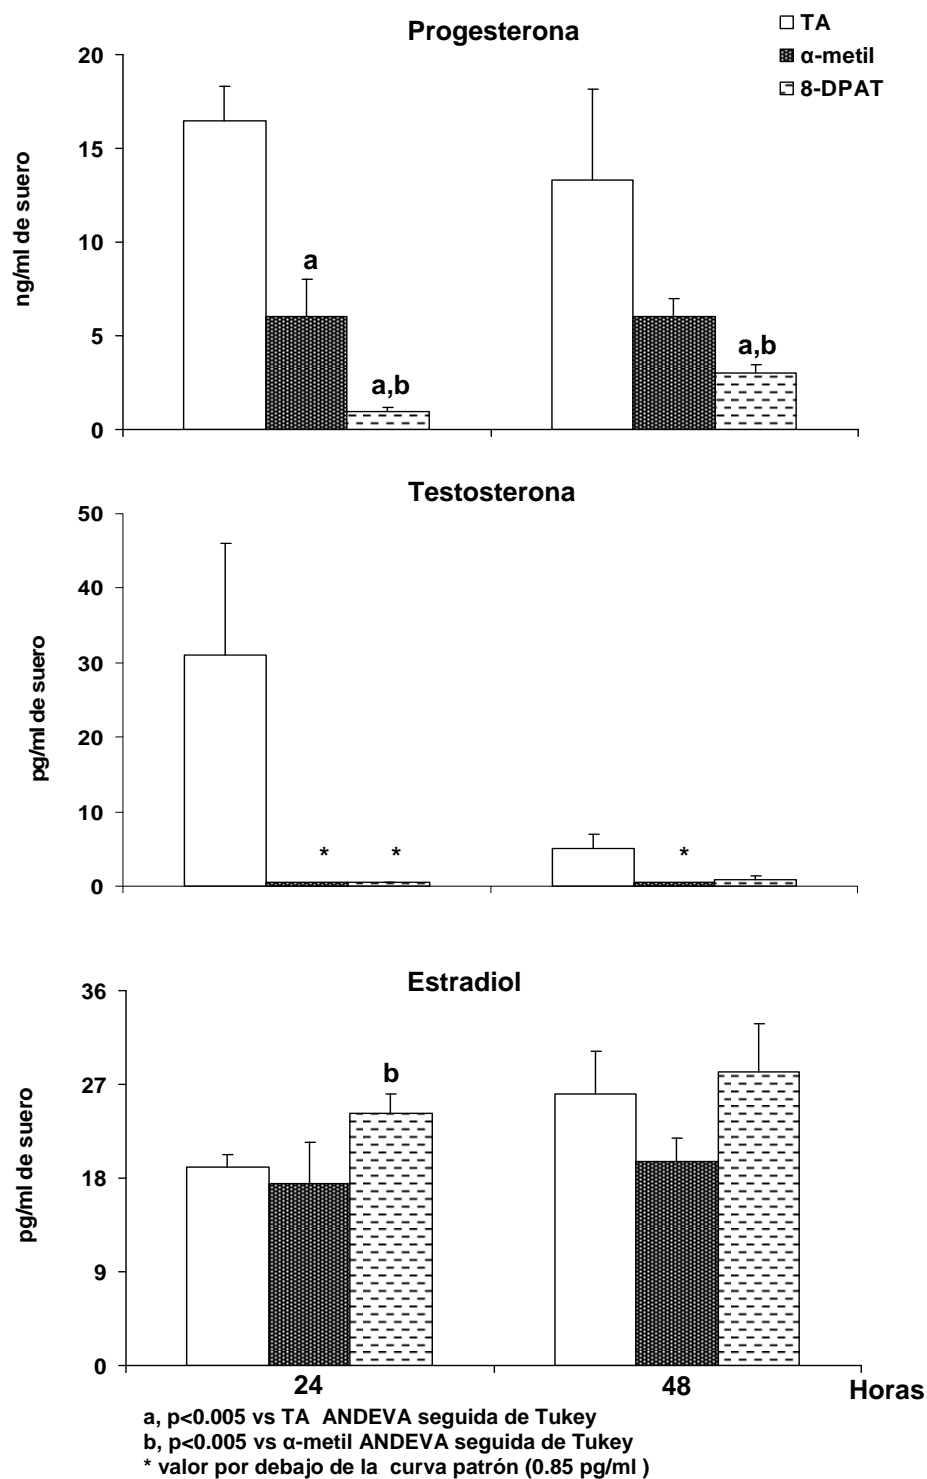 Progesterona
TA
α-metil
8-DPAT
20
15
10
5
0
ng/ml de suero
a
a,b
a,b
Testosterona
50
40
30
20
10
0
pg/ml de suero
*
*
*
Estradiol
36
27
18
9
0
pg/ml de suero
b
24
48
Horas
a, p<0.005 vs TA ANDEVA seguida de Tukey
b, p<0.005 vs α-metil ANDEVA seguida de Tukey
* valor por debajo de la curva patrón (0.85 pg/ml )